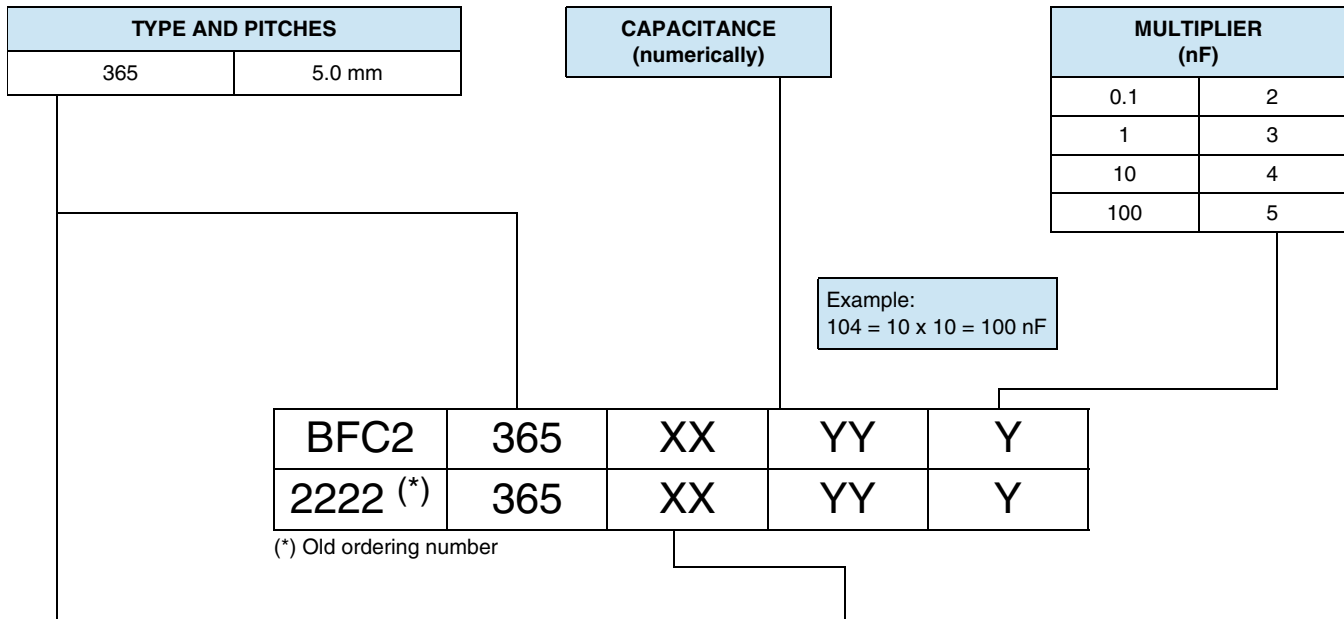 TYPE AND PITCHES
365 5.0 mm
CAPACITANCE
(numerically)
MULTIPLIER
(nF)
0.1 2
1 3
10 4
100 5
Example:
104 = 10 x 10 = 100 nF
BFC2 365 XX YY Y
2222 (*) 365 XX YY Y
(*) Old ordering number